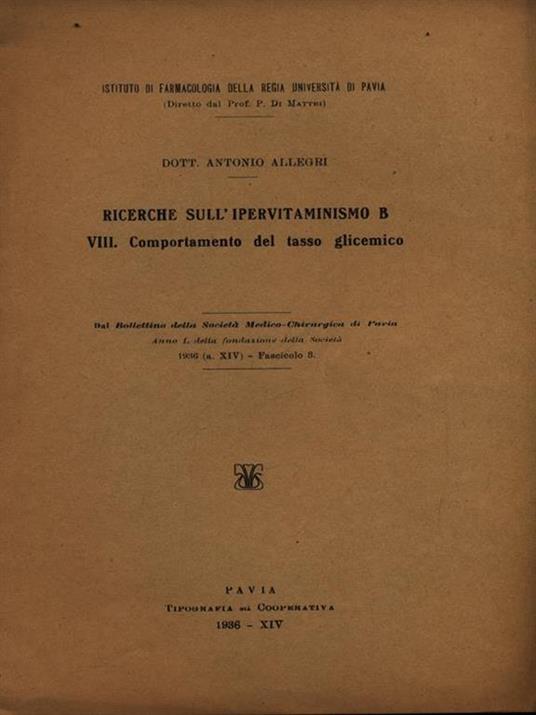 ISTITUTO DI FARMACOLOGIA DELLA REGIA UNIVERSITÀ DI PAVIA
(Diretto dal Prof. P. DI MATTEI)
DOTT. ANTONIO ALLEGRI
RICERCHE SULL'IPERVITAMINISMO B
VIII. Comportamento del tasso glicemico
Dal Bollettino della Società Medico-Chirurgica di Pavia
Anno L della fondazione della Società
1936 (a. XIV) - Fascicolo 3.
PAVIA
TIPOGRAFIA già COOPERATIVA
1936 - XIV